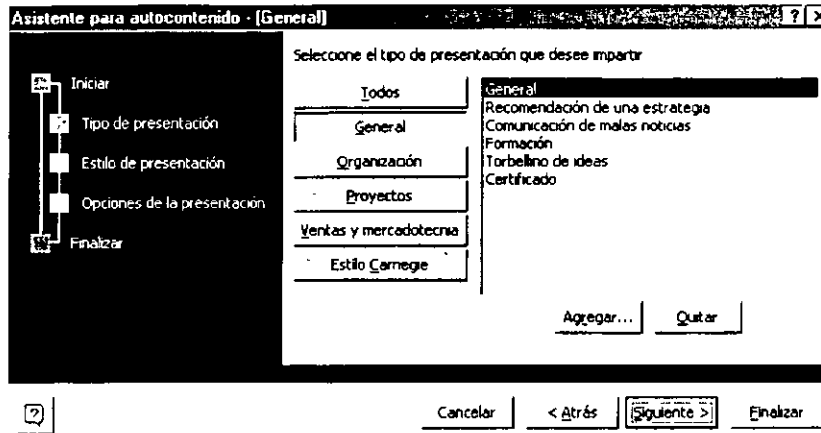 Asistente para autocontenido - [General]
Seleccione el tipo de presentación que desee impartir
Iniciar
Tipo de presentación
Estilo de presentación
Opciones de la presentación
Finalizar
Todos
General
Organización
Proyectos
Ventas y mercadotecnia
Estilo Carnegie
General
Recomendación de una estrategia
Comunicación de malas noticias
Formación
Torbellino de ideas
Certificado
Agregar...
Quitar
Cancelar
< Atrás
Siguiente >
Finalizar